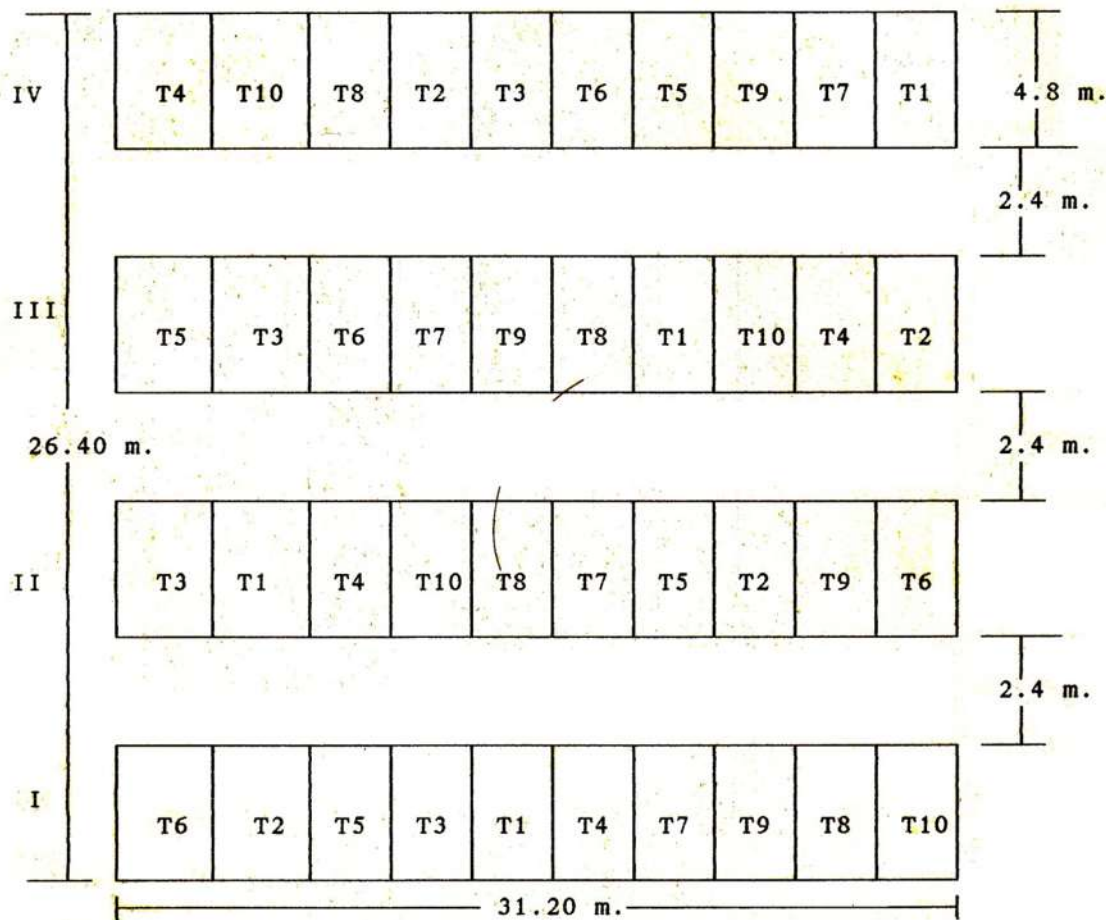 IV T4 T10 T8 T2 T3 T6 T5 T9 T7 T1 4.8 m.
2.4 m.
III T5 T3 T6 T7 T9 T8 T1 T10 T4 T2
26.40 m. 2.4 m.
II T3 T1 T4 T10 T8 T7 T5 T2 T9 T6
2.4 m.
I T6 T2 T5 T3 T1 T4 T7 T9 T8 T10
31.20 m.